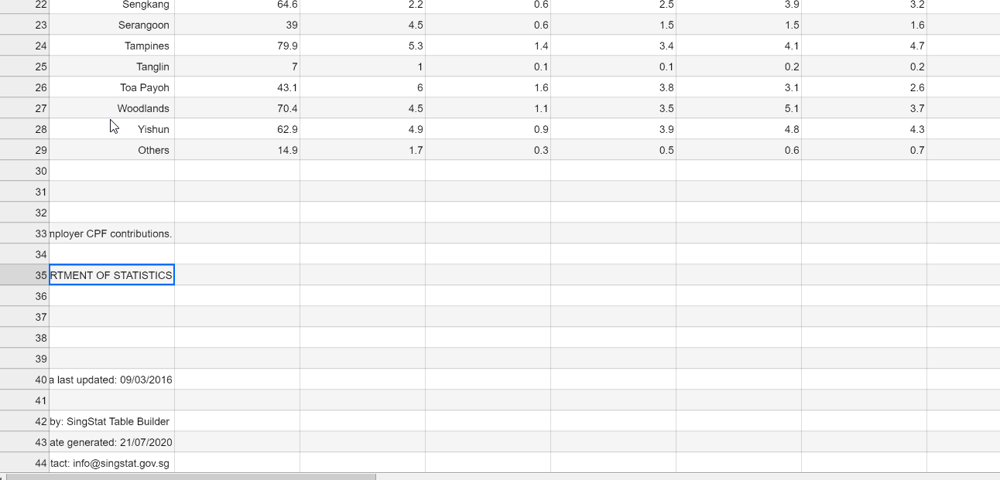 22 Sengkang 64.6 2.2 0.6 2.5 3.9 3.2
23 Serangoon 39 4.5 0.6 1.5 1.5 1.6
24 Tampines 79.9 5.3 1.4 3.4 4.1 4.7
25 Tanglin 7 1 0.1 0.1 0.2 0.2
26 Toa Payoh 43.1 6 1.6 3.8 3.1 2.6
27 Woodlands 70.4 4.5 1.1 3.5 5.1 3.7
28 Yishun 62.9 4.9 0.9 3.9 4.8 4.3
29 Others 14.9 1.7 0.3 0.5 0.6 0.7
30
31
32
33 mployer CPF contributions.
34
35 RTMENT OF STATISTICS
36
37
38
39
40 a last updated: 09/03/2016
41
42 by: SingStat Table Builder
43 ate generated: 21/07/2020
44 tact: info@singstat.gov.sg